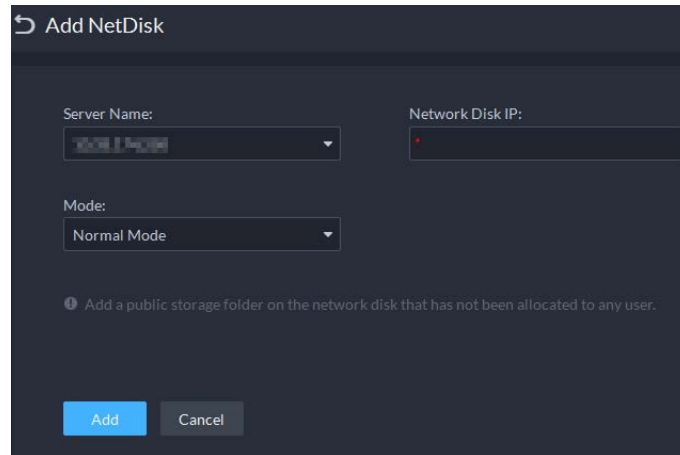 Add NetDisk
Server Name:
Network Disk IP:
*
Mode:
Normal Mode
Add a public storage folder on the network disk that has not been allocated to any user.
Add
Cancel